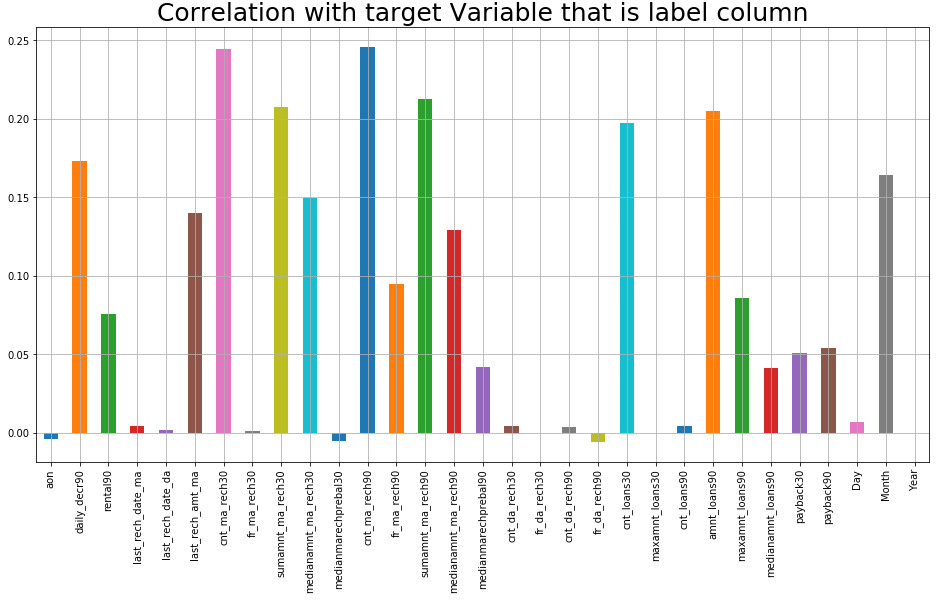 Correlation with target Variable that is label column
0.25
0.20
0.15
0.10
0.05
0.00
aon
daily_decr90
rental90
last_rech_date_ma
last_rech_date_da
last_rech_amt_ma
cnt_ma_rech30
fr_ma_rech30
sumamnt_ma_rech30
medianamnt_ma_rech30
medianmarechprebal30
cnt_ma_rech90
fr_ma_rech90
sumamnt_ma_rech90
medianamnt_ma_rech90
medianmarechprebal90
cnt_da_rech30
fr_da_rech30
cnt_da_rech90
fr_da_rech90
cnt_loans30
maxamnt_loans30
cnt_loans90
amnt_loans90
maxamnt_loans90
medianamnt_loans90
payback30
payback90
Day
Month
Year